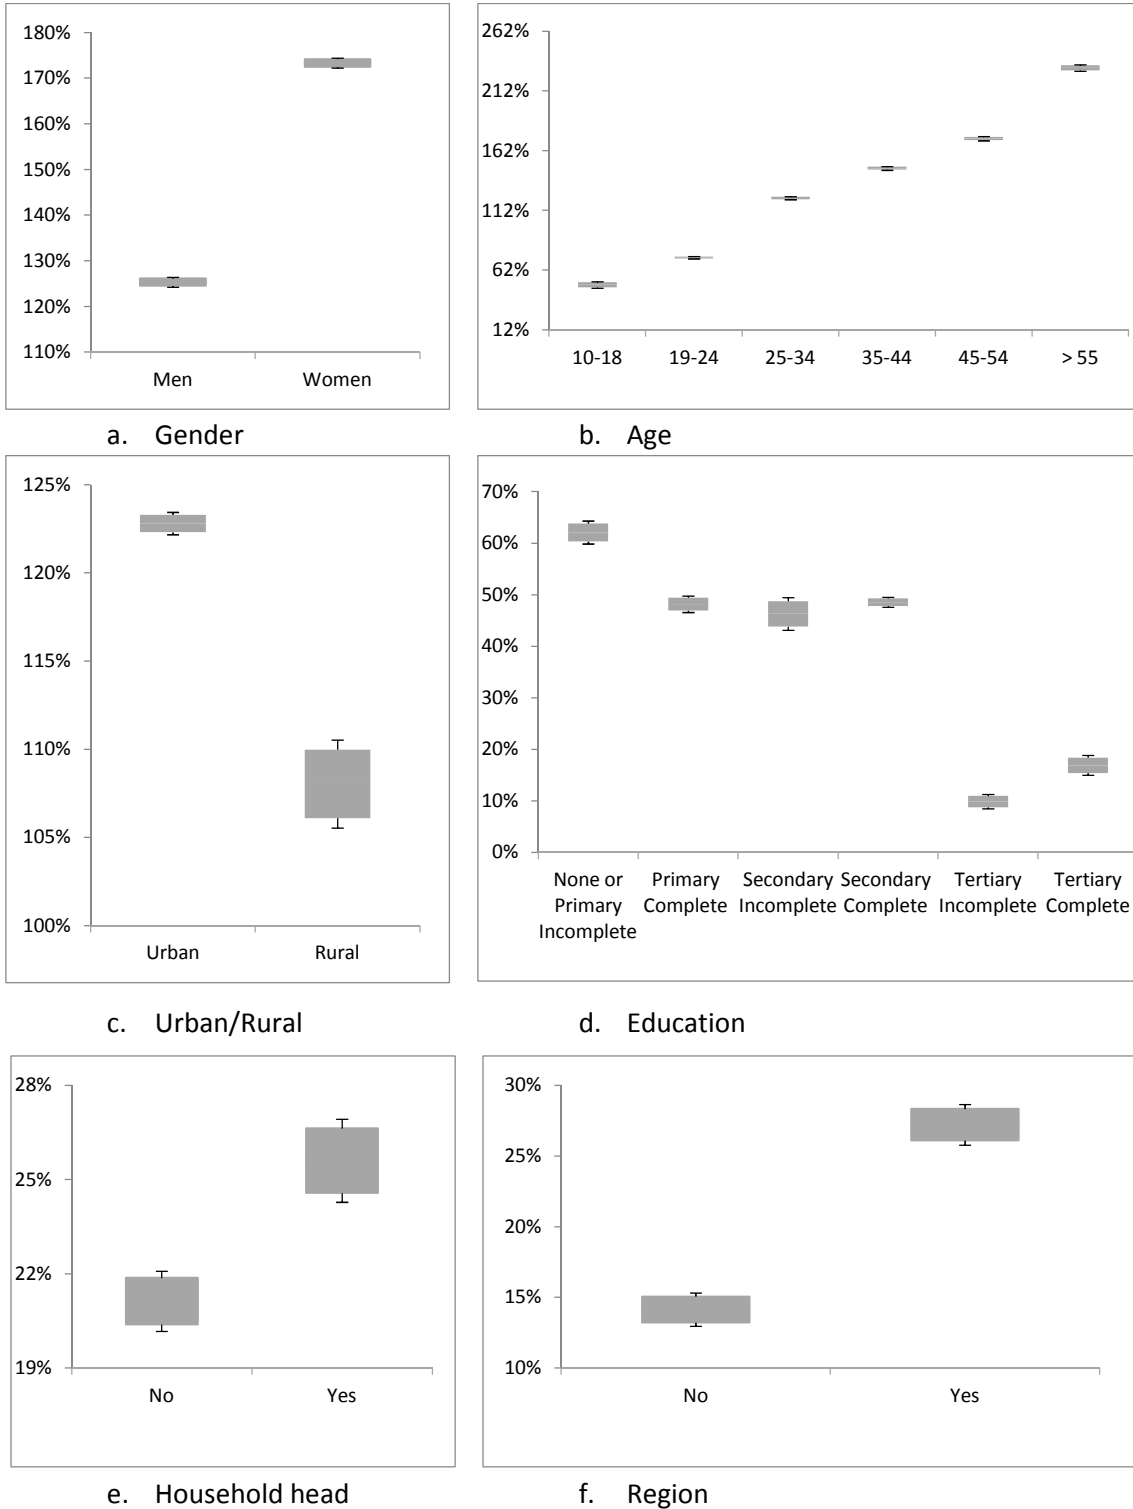 180%
170%
160%
150%
140%
130%
120%
110%
Men Women
a. Gender
262%
212%
162%
112%
62%
12%
10-18 19-24 25-34 35-44 45-54 > 55
b. Age
125%
120%
115%
110%
105%
100%
Urban Rural
c. Urban/Rural
70%
60%
50%
40%
30%
20%
10%
0%
None or Primary Secondary Secondary Tertiary Tertiary
Primary Complete Incomplete Complete Incomplete Complete
Incomplete
d. Education
28%
25%
22%
19%
No Yes
e. Household head
30%
25%
20%
15%
10%
No Yes
f. Region